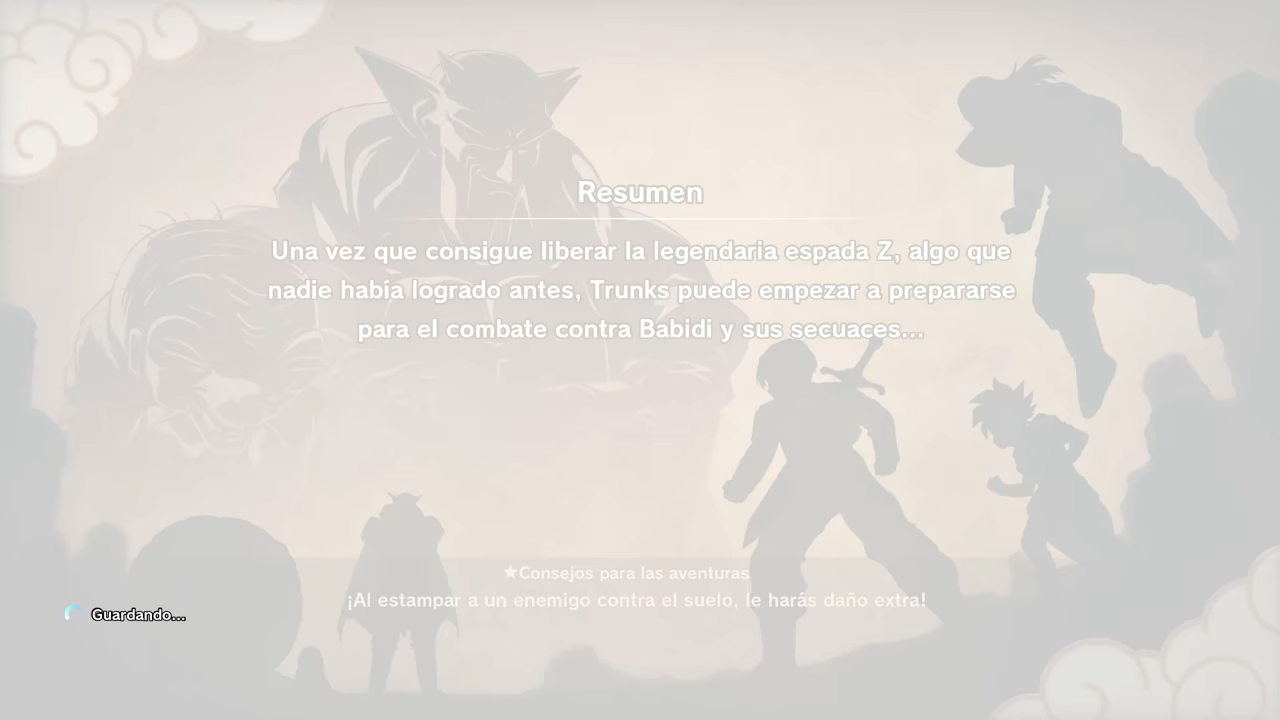 Resumen
Una vez que consigue liberar la legendaria espada Z, algo que
nadie había logrado antes, Trunks puede empezar a prepararse
para el combate contra Babidi y sus secuaces...
★Consejos para las aventuras
¡Al estampar a un enemigo contra el suelo, le harás daño extra!
Guardando...